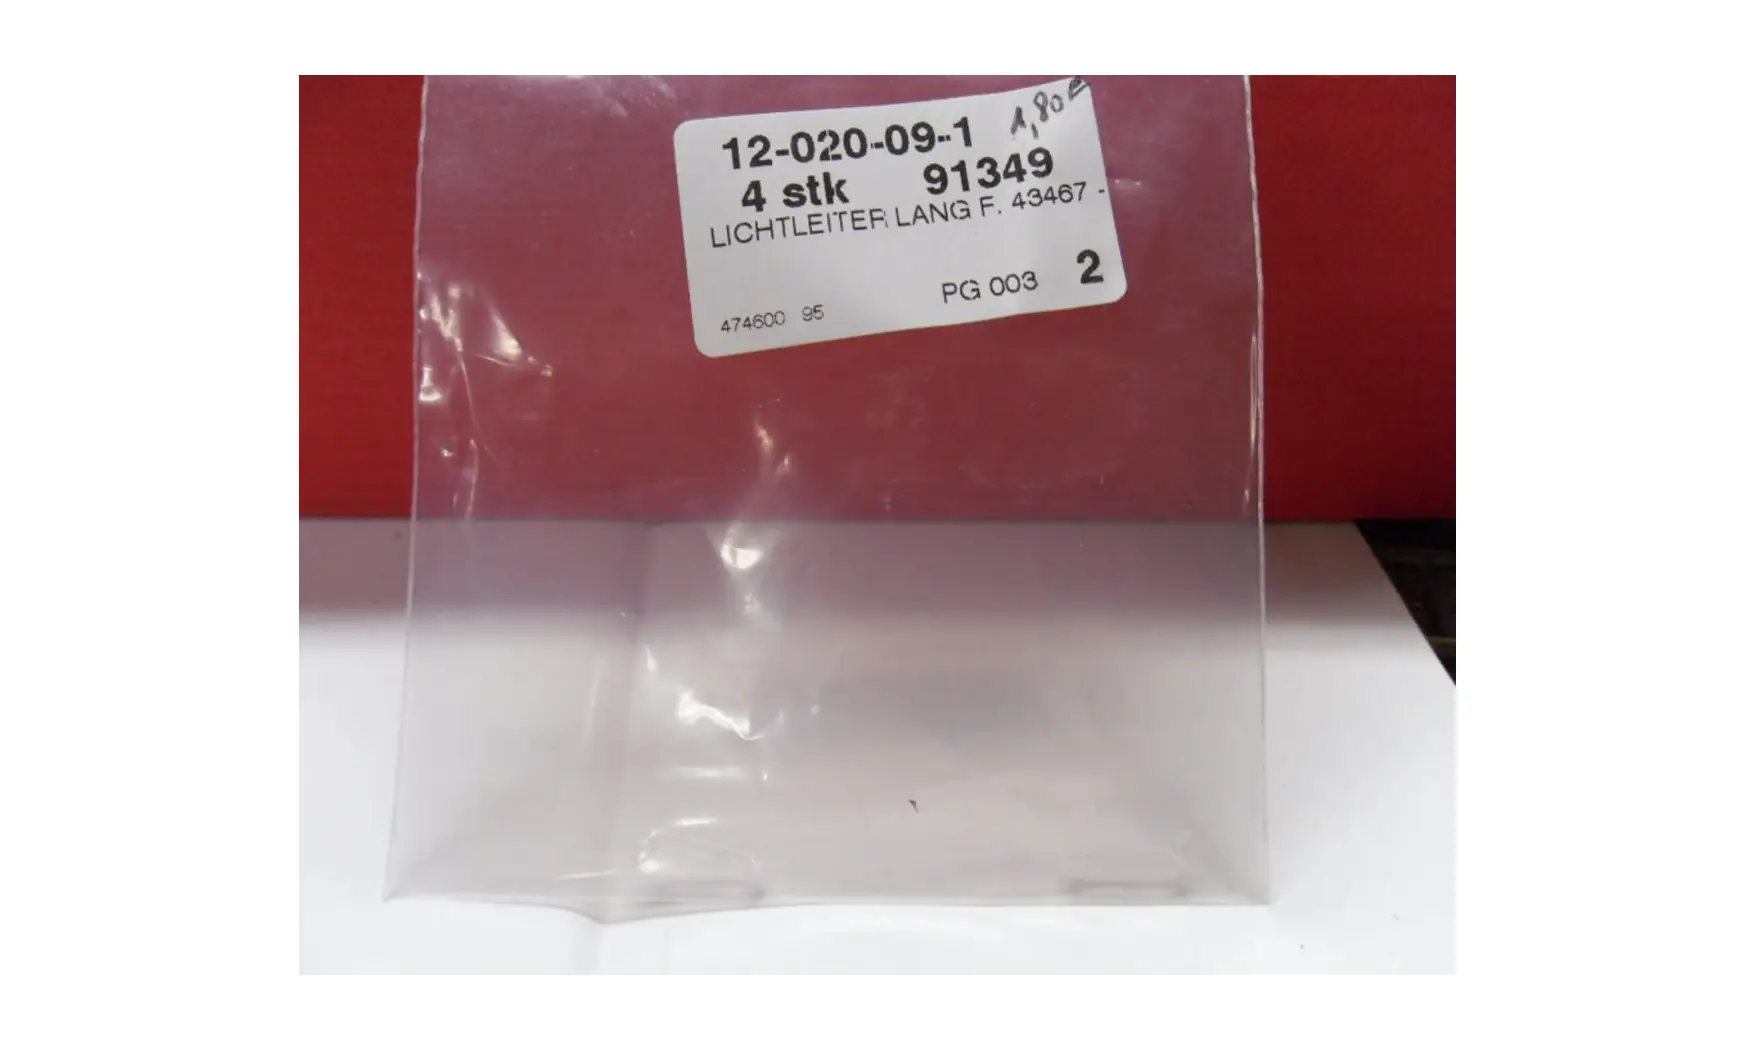 12-020-09-1 1,80€
4 stk 91349
LICHTLEITER LANG F. 43467 -
PG 003 2
474600 95